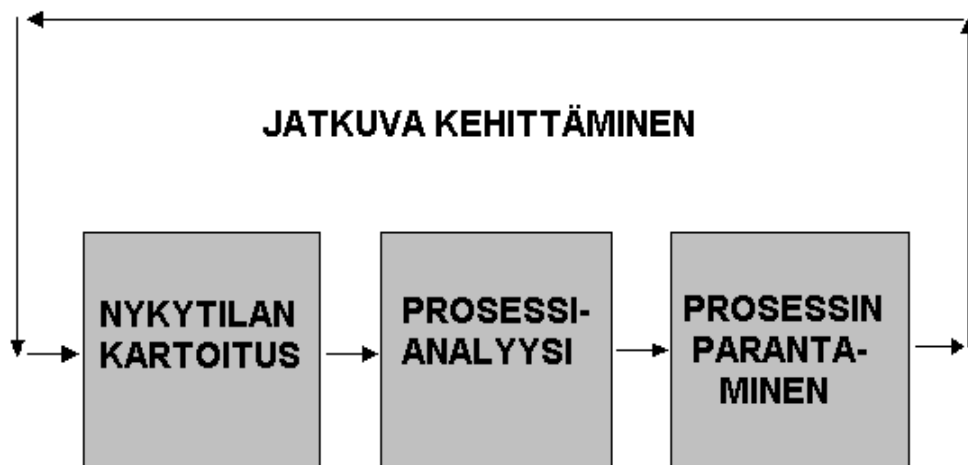 JATKUVA KEHITTÄMINEN
NYKYTILAN
KARTOITUS
PROSESSI-
ANALYYSI
PROSESSIN
PARANTA-
MINEN